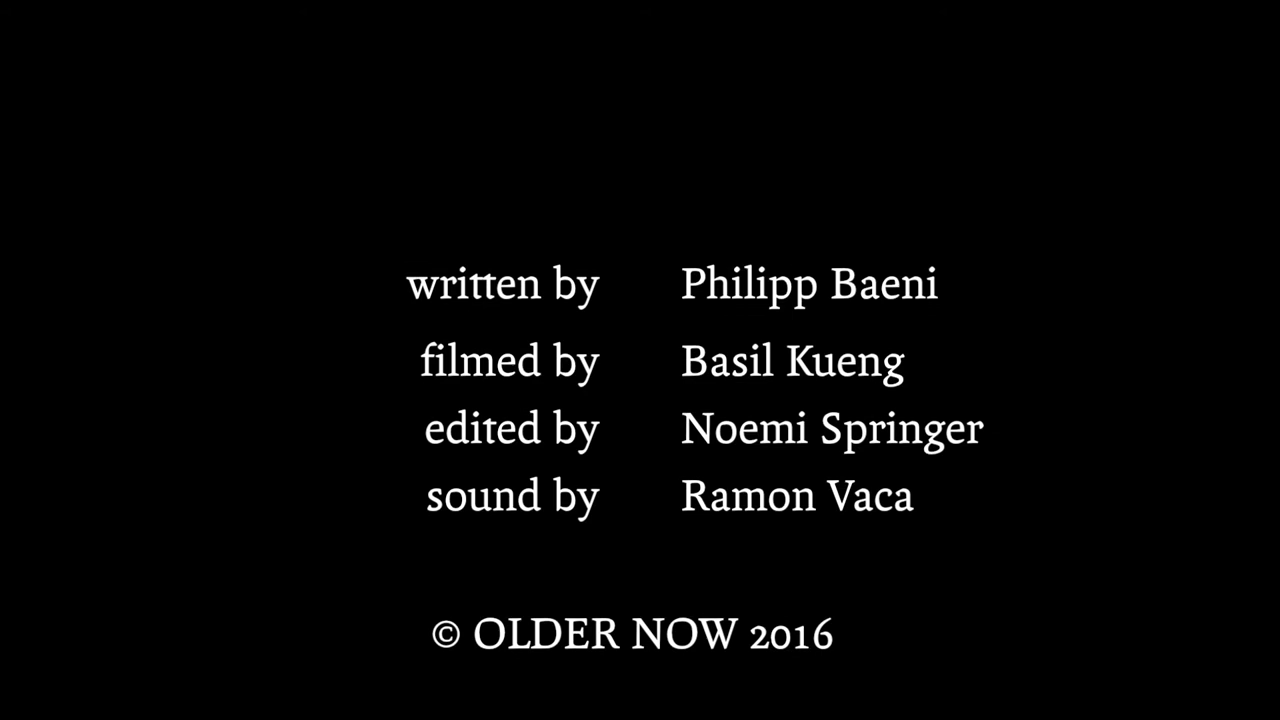 written by Philipp Baeni
filmed by Basil Kueng
edited by Noemi Springer
sound by Ramon Vaca
© OLDER NOW 2016